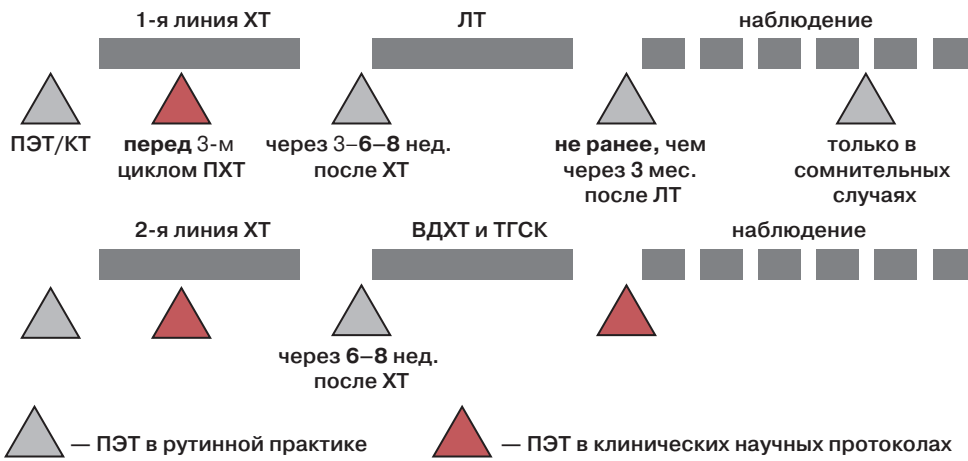 1-я линия ХТ
ЛТ
наблюдение
ПЭТ/КТ
перед 3-м
циклом ПХТ
через 3–6–8 нед.
после ХТ
не ранее, чем
через 3 мес.
после ЛТ
только в
сомнительных
случаях
2-я линия ХТ
ВДХТ и ТГСК
наблюдение
через 6–8 нед.
после ХТ
— ПЭТ в рутинной практике
— ПЭТ в клинических научных протоколах